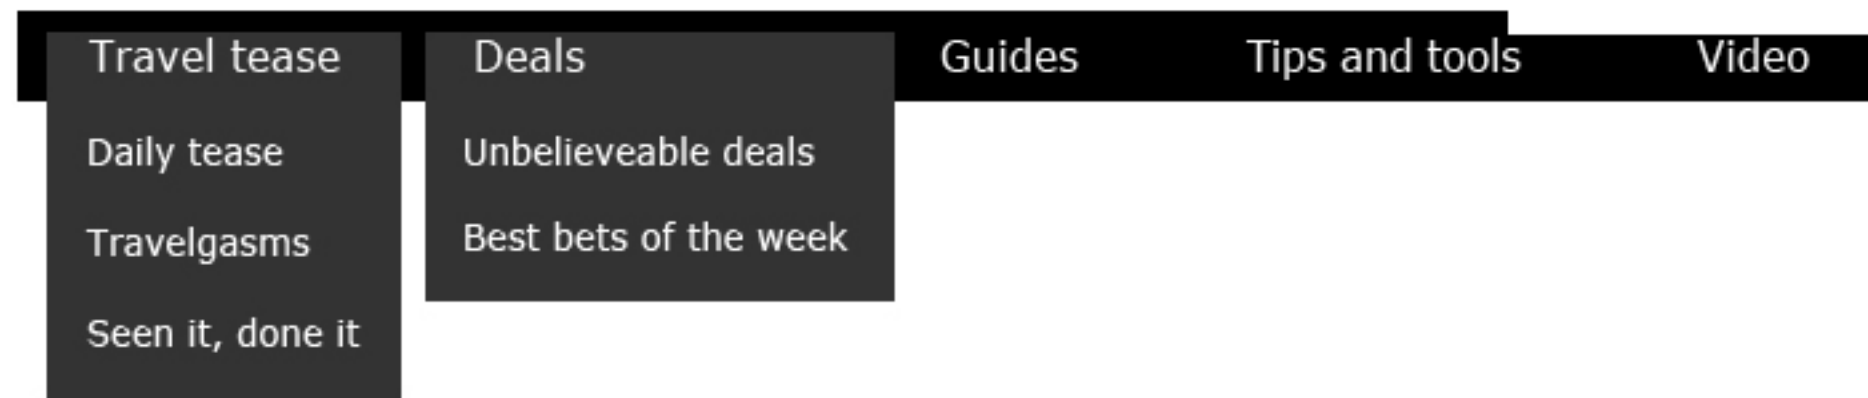 Travel tease Deals Guides Tips and tools Video
Daily tease
Travelgasms
Seen it, done it
Unbelieveable deals
Best bets of the week